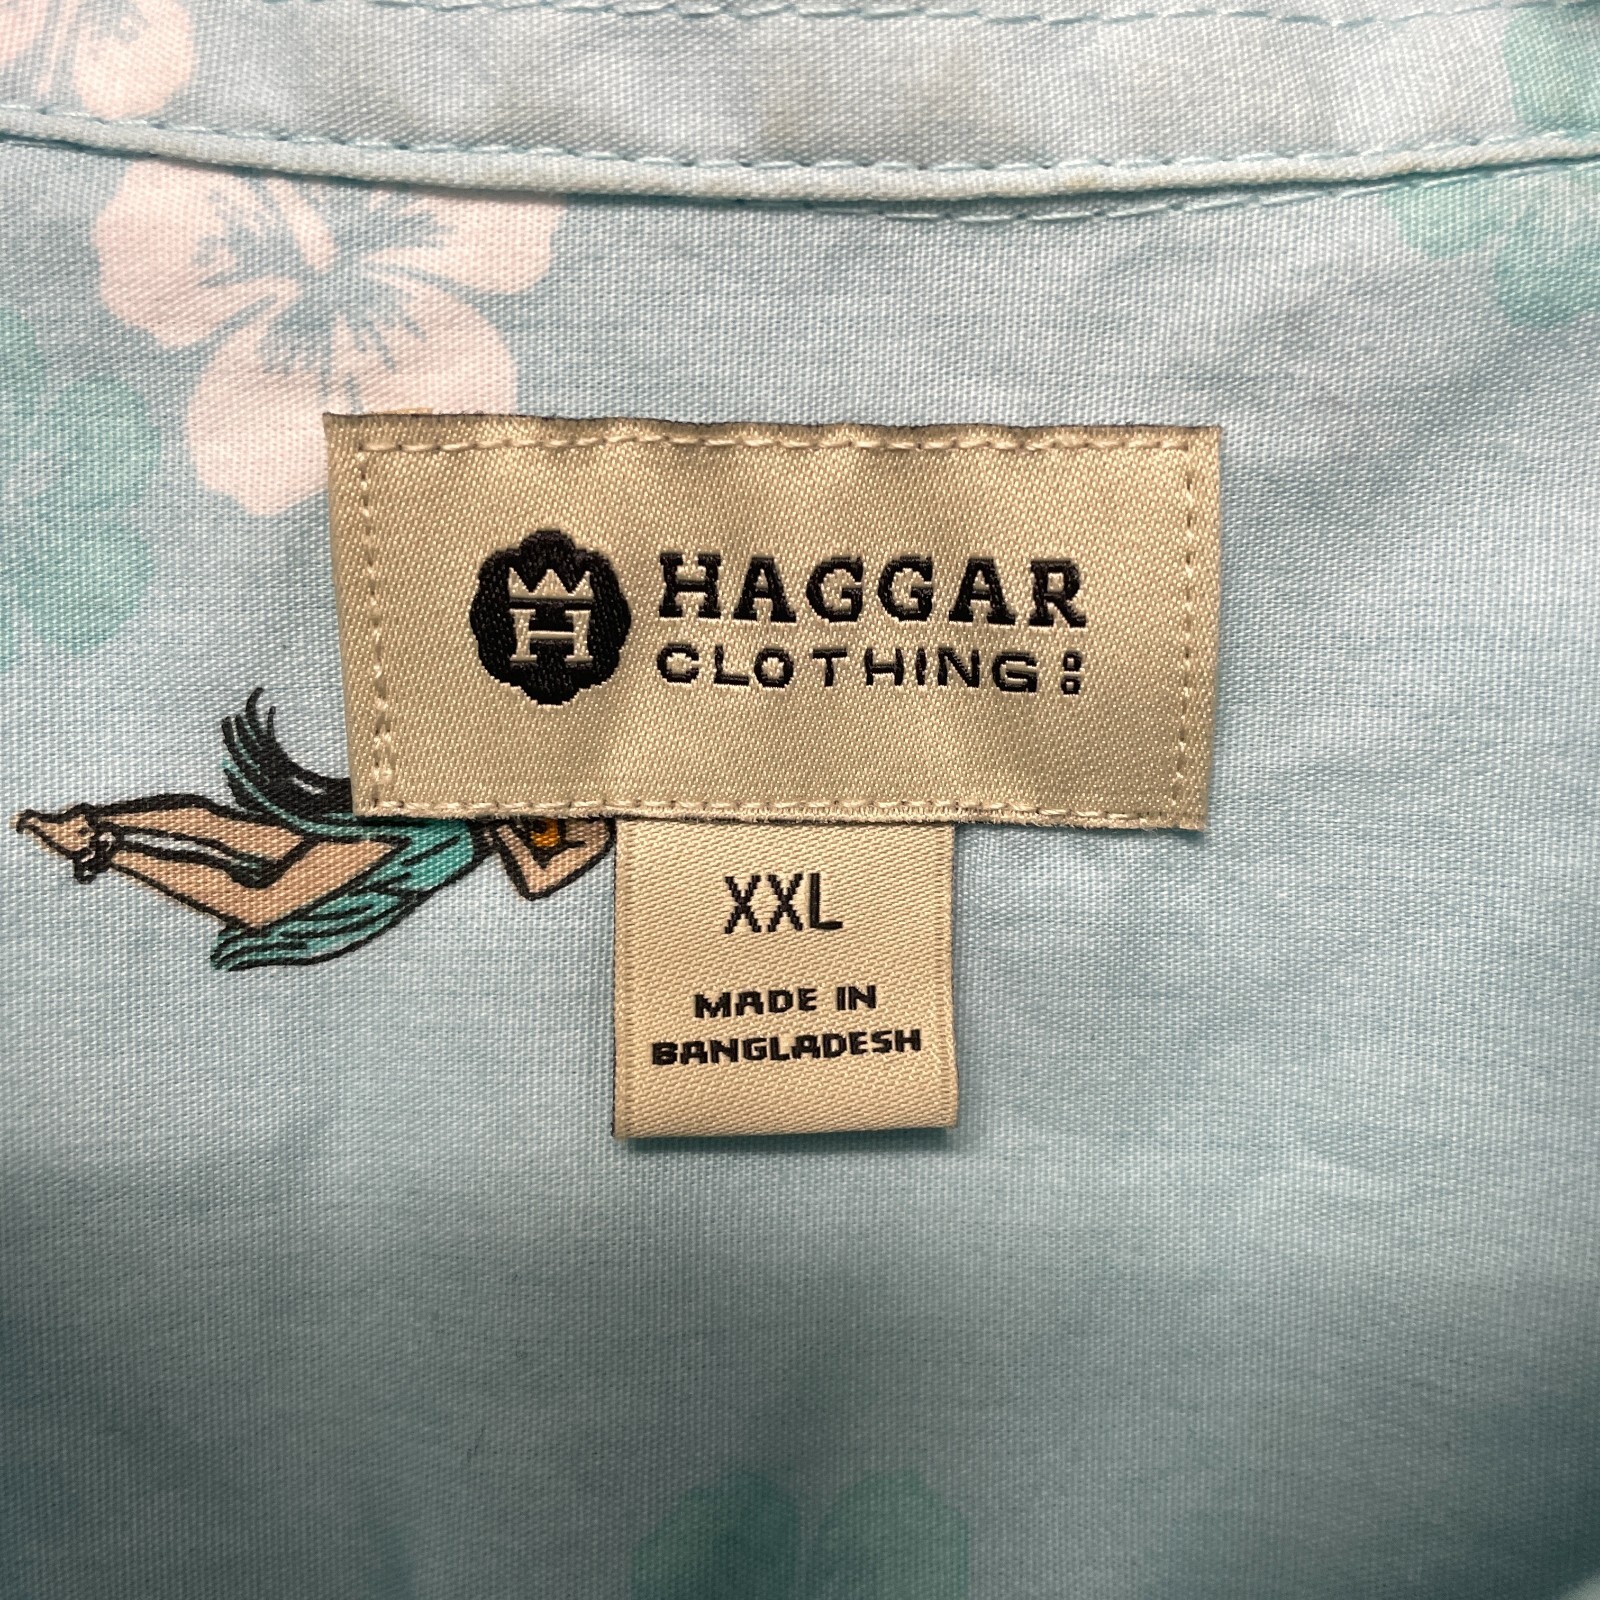 H
HAGGAR
CLOTHING CO
XXL
MADE IN
BANGLADESH